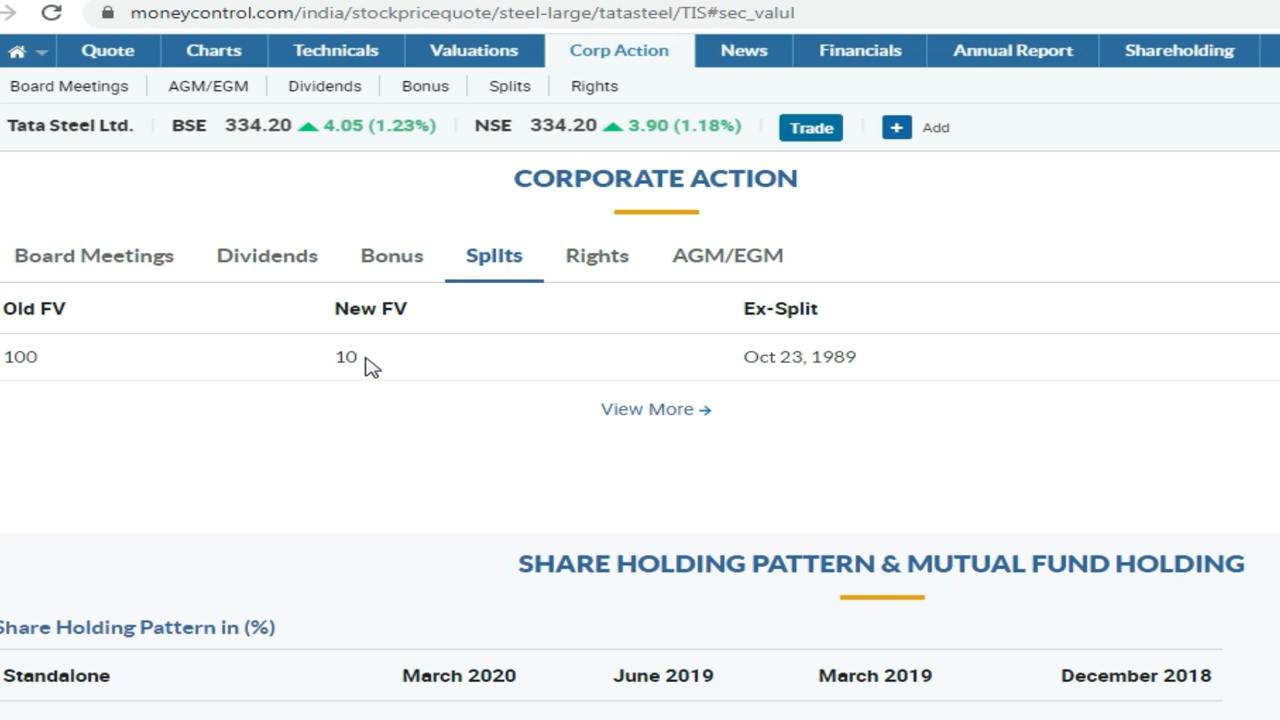 moneycontrol.com/india/stockpricequote/steel-large/tatasteel/TIS#sec_valul
Quote Charts Technicals Valuations Corp Action News Financials Annual Report Shareholding
Board Meetings AGM/EGM Dividends Bonus Splits Rights
Tata Steel Ltd. BSE 334.20 4.05 (1.23%) NSE 334.20 3.90 (1.18%) Trade + Add
CORPORATE ACTION
Board Meetings Dividends Bonus Splits Rights AGM/EGM
Old FV New FV Ex-Split
100 10 Oct 23, 1989
View More →
SHARE HOLDING PATTERN & MUTUAL FUND HOLDING
Share Holding Pattern in (%)
Standalone March 2020 June 2019 March 2019 December 2018